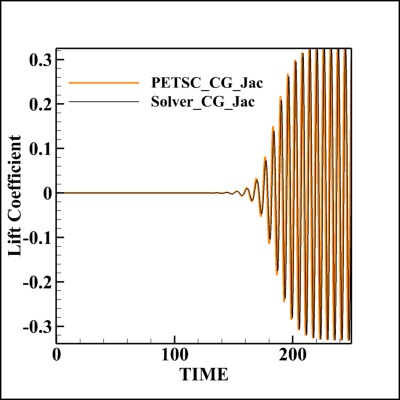 0.3
PETSC_CG_Jac
Solver_CG_Jac
0.2
0.1
0
-0.1
-0.2
-0.3
Lift Coefficient
0 100 200
TIME